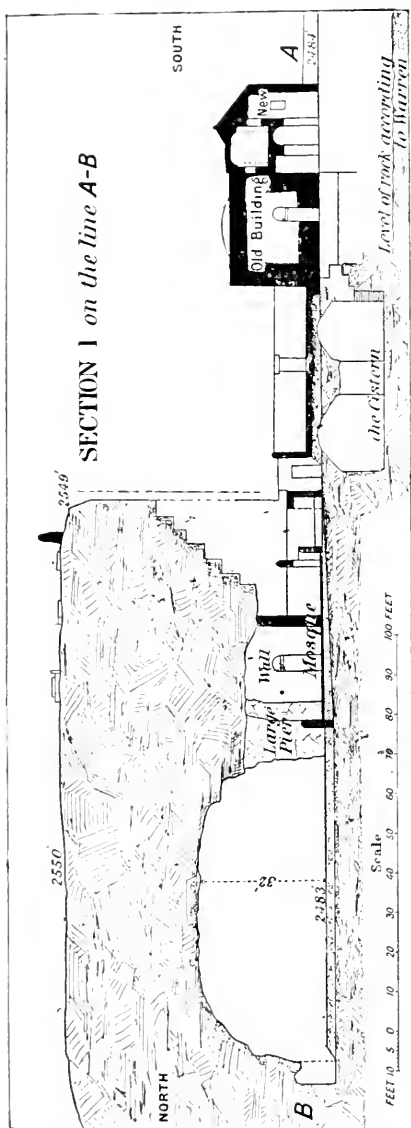 SECTION 1 on the line A-B
NORTH
SOUTH
2550'
2549'
32'
2483
2484
B
A
Large
Pier
Wall
Mosque
Old Building
New
the Cistern
Level of rock according
to Warren
FEET 10 5 0 10 20 30 40 50 60 70 80 90 100 FEET
Scale